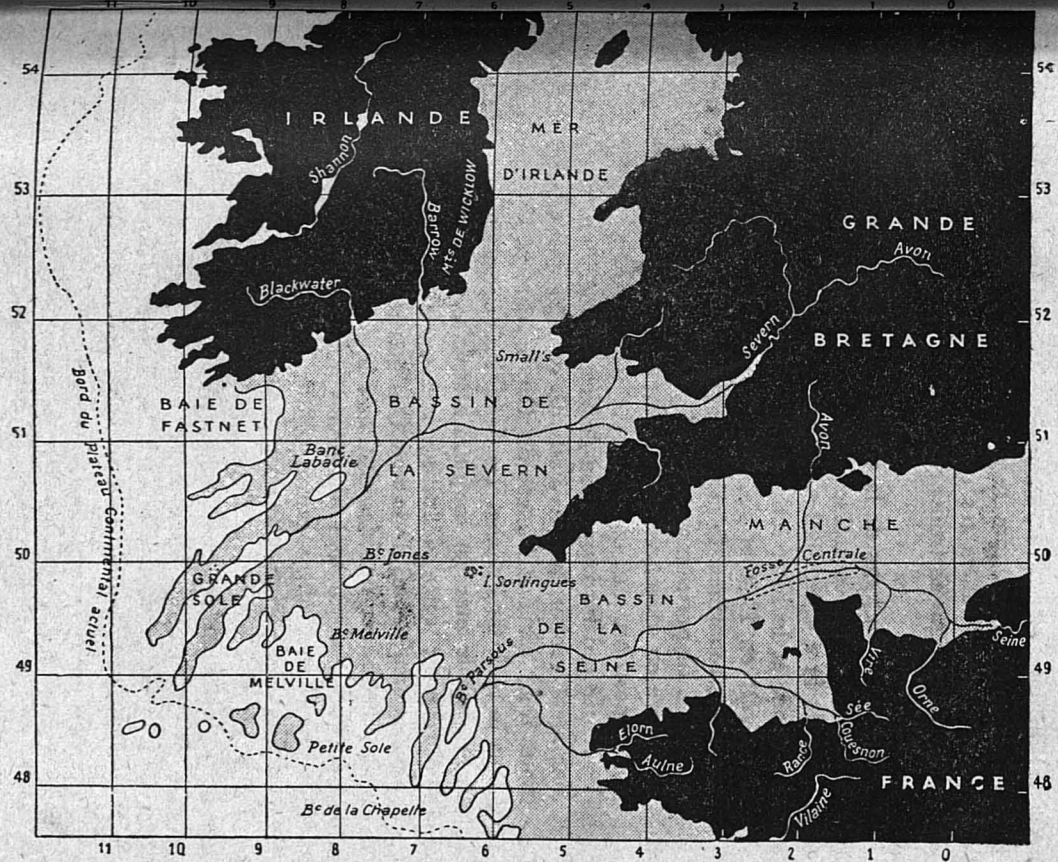 11 10 9 8 7 6 5 4 3 2 1 0
54 54
IRLANDE
MER
D'IRLANDE
Shannon
53 53
Barrow
Mts DE WICKLOW
GRANDE
Avon
Blackwater
52 52
Severn
BRETAGNE
Small's
Bord du plateau Continental actuel
BAIE DE
FASTNET
BASSIN DE
LA SEVERN
Avon
51 51
Banc
Labadie
MANCHE
50 50
Bc Jones
Fosse Centrale
GRANDE
SOLE
I. Sorlingues
BASSIN
DE LA
SEINE
Bc Melville
Seine
BAIE
DE
MELVILLE
Bc Parsous
49 49
Vire
Orne
Sée
Couesnon
Elorn
Aulne
Rance
Petite Sole
48 48
FRANCE
Bc de la Chapelle
Vilaine
11 10 9 8 7 6 5 4 3 2 1 0